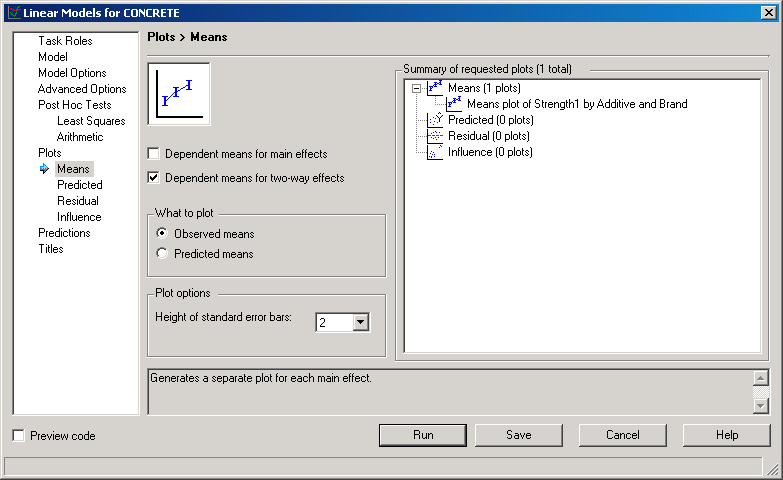 Linear Models for CONCRETE
Task Roles
Model
Model Options
Advanced Options
Post Hoc Tests
Least Squares
Arithmetic
Plots
Means
Predicted
Residual
Influence
Predictions
Titles
Plots > Means
Dependent means for main effects
Dependent means for two-way effects
What to plot
Observed means
Predicted means
Plot options
Height of standard error bars:
2
Summary of requested plots (1 total)
Means (1 plots)
Means plot of Strength1 by Additive and Brand
Predicted (0 plots)
Residual (0 plots)
Influence (0 plots)
Generates a separate plot for each main effect.
Preview code
Run
Save
Cancel
Help